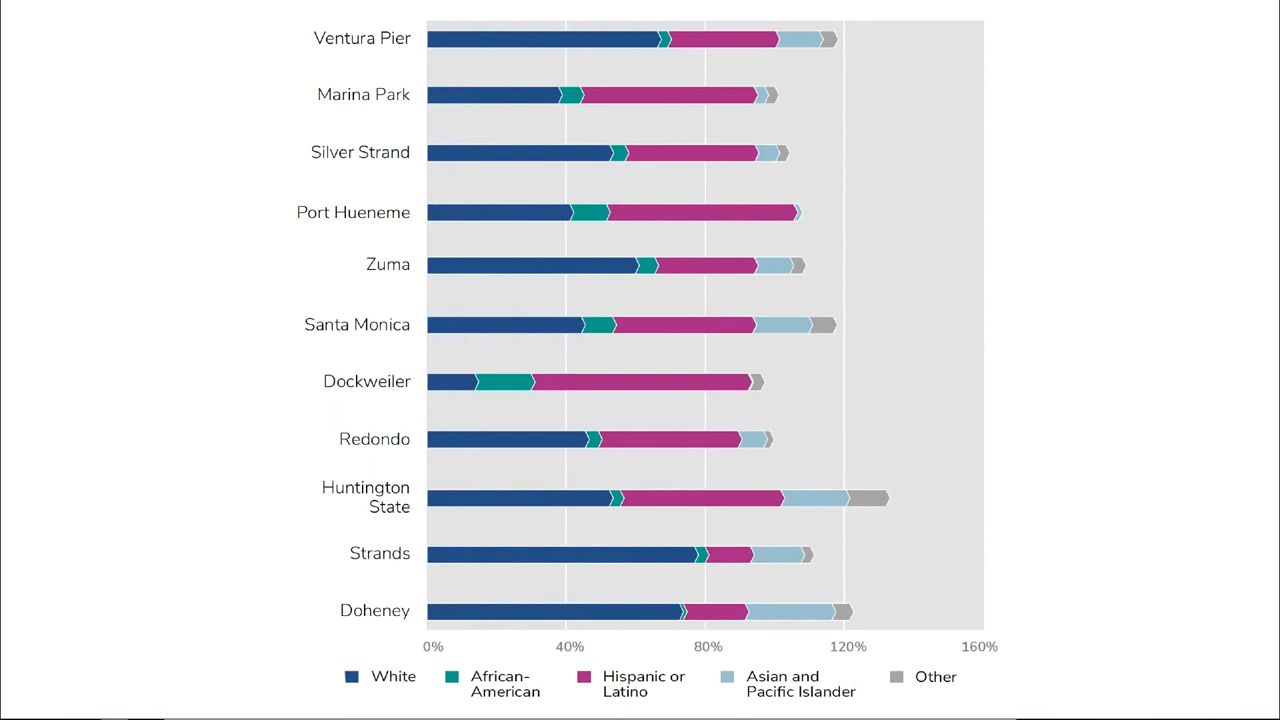 Ventura Pier
Marina Park
Silver Strand
Port Hueneme
Zuma
Santa Monica
Dockweiler
Redondo
Huntington
State
Strands
Doheney
0% 40% 80% 120% 160%
White
African-
American
Hispanic or
Latino
Asian and
Pacific Islander
Other